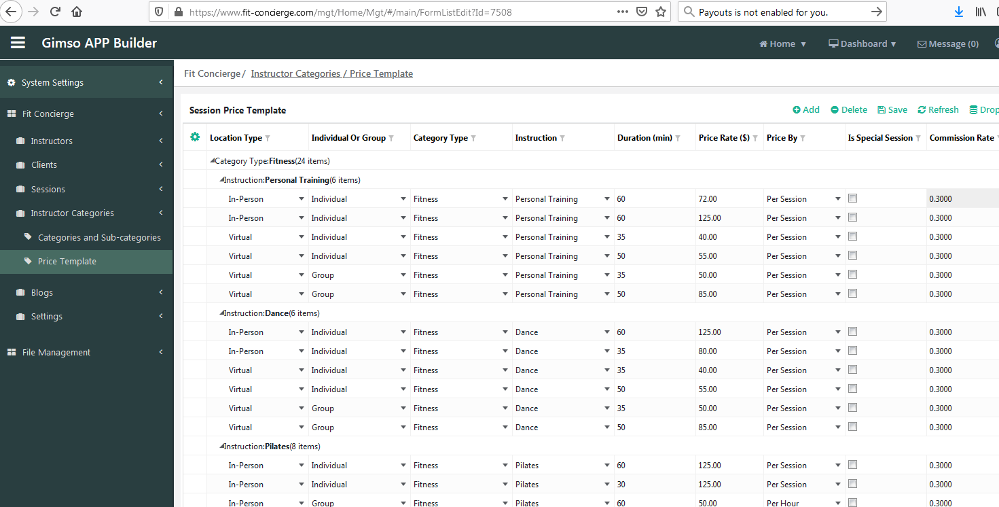 https://www.fit-concierge.com/mgt/Home/Mgt/#/main/FormListEdit?Id=7508 Payouts is not enabled for you.
Gimso APP Builder Home Dashboard Message (0)
System Settings
Fit Concierge
Instructors
Clients
Sessions
Instructor Categories
Categories and Sub-categories
Price Template
Blogs
Settings
File Management
Fit Concierge / Instructor Categories / Price Template
Session Price Template Add Delete Save Refresh Drop
Location Type Individual Or Group Category Type Instruction Duration (min) Price Rate ($) Price By Is Special Session Commission Rate
Category Type:Fitness(24 items)
Instruction:Personal Training(6 items)
In-Person Individual Fitness Personal Training 60 72.00 Per Session 0.3000
In-Person Individual Fitness Personal Training 60 125.00 Per Session 0.3000
Virtual Individual Fitness Personal Training 35 40.00 Per Session 0.3000
Virtual Individual Fitness Personal Training 50 55.00 Per Session 0.3000
Virtual Group Fitness Personal Training 35 50.00 Per Session 0.3000
Virtual Group Fitness Personal Training 50 85.00 Per Session 0.3000
Instruction:Dance(6 items)
In-Person Individual Fitness Dance 60 125.00 Per Session 0.3000
In-Person Individual Fitness Dance 35 80.00 Per Session 0.3000
Virtual Individual Fitness Dance 35 40.00 Per Session 0.3000
Virtual Individual Fitness Dance 50 55.00 Per Session 0.3000
Virtual Group Fitness Dance 35 50.00 Per Session 0.3000
Virtual Group Fitness Dance 50 85.00 Per Session 0.3000
Instruction:Pilates(8 items)
In-Person Individual Fitness Pilates 60 125.00 Per Session 0.3000
In-Person Individual Fitness Pilates 30 125.00 Per Session 0.3000
In-Person Group Fitness Pilates 60 50.00 Per Hour 0.3000